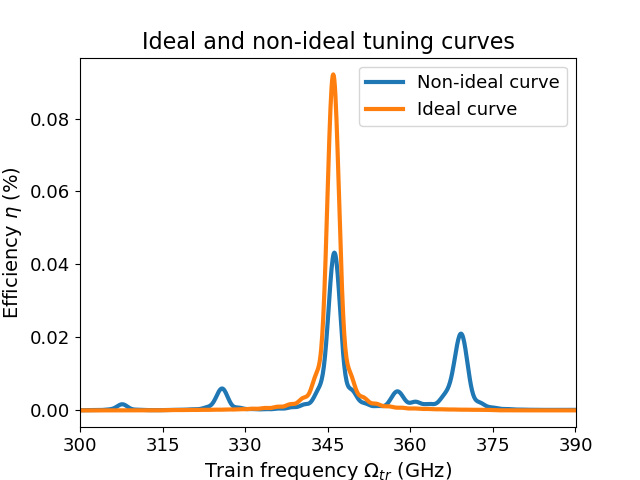 Ideal and non-ideal tuning curves
Non-ideal curve
Ideal curve
Efficiency η (%)
0.08
0.06
0.04
0.02
0.00
300 315 330 345 360 375 390
Train frequency Ωtr (GHz)